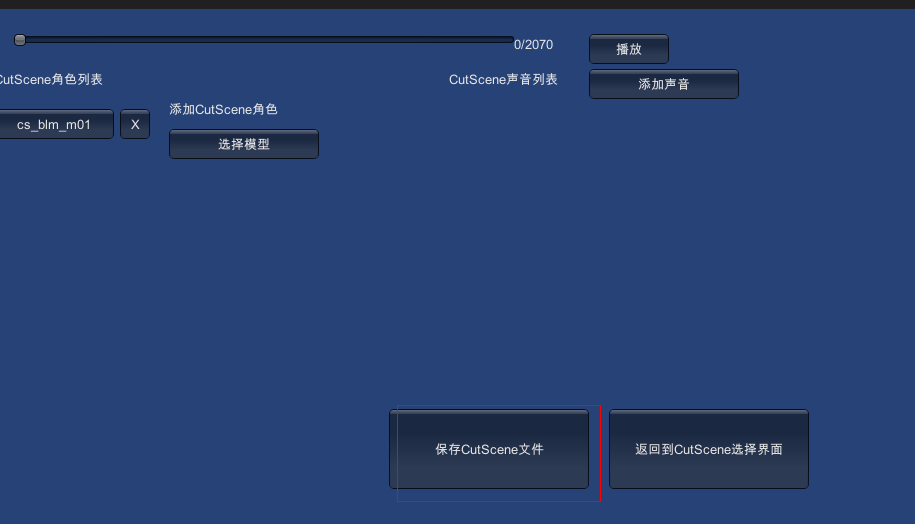 0/2070
播放
CutScene角色列表
CutScene声音列表
添加声音
cs_blm_m01
X
添加CutScene角色
选择模型
保存CutScene文件
返回到CutScene选择界面